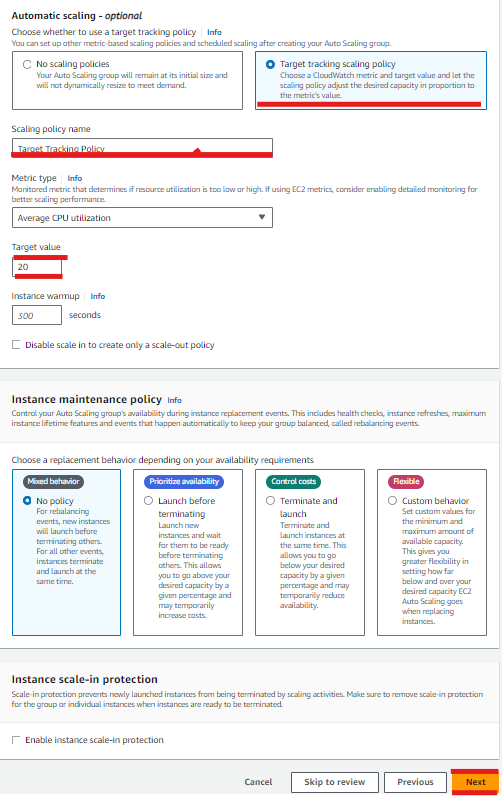 Automatic scaling - optional
Choose whether to use a target tracking policy | Info
You can set up other metric-based scaling policies and scheduled scaling after creating your Auto Scaling group.
No scaling policies
Your Auto Scaling group will remain at its initial size and
will not dynamically resize to meet demand.
Target tracking scaling policy
Choose a CloudWatch metric and target value and let the
scaling policy adjust the desired capacity in proportion to
the metric's value.
Scaling policy name
Target Tracking Policy
Metric type | Info
Monitored metric that determines if resource utilization is too low or high. If using EC2 metrics, consider enabling detailed monitoring for
better scaling performance.
Average CPU utilization
Target value
20
Instance warmup | Info
300 seconds
Disable scale in to create only a scale-out policy
Instance maintenance policy Info
Control your Auto Scaling group's availability during instance replacement events. This includes health checks, instance refreshes, maximum
instance lifetime features and events that happen automatically to keep your group balanced, called rebalancing events.
Choose a replacement behavior depending on your availability requirements
Mixed behavior
No policy
For rebalancing
events, new instances
will launch before
terminating others.
For all other events,
instances terminate
and launch at the
same time.
Prioritize availability
Launch before
terminating
Launch new
instances and wait
for them to be ready
before terminating
others. This allows
you to go above your
desired capacity by a
given percentage and
may temporarily
increase costs.
Control costs
Terminate and
launch
Terminate and
launch instances at
the same time. This
allows you to go
below your desired
capacity by a given
percentage and may
temporarily reduce
availability.
Flexible
Custom behavior
Set custom values for
the minimum and
maximum amount of
available capacity.
This gives you
greater flexibility in
setting how far
below and over your
desired capacity EC2
Auto Scaling goes
when replacing
instances.
Instance scale-in protection
Scale-in protection prevents newly launched instances from being terminated by scaling activities. Make sure to remove scale-in protection
for the group or individual instances when instances are ready to be terminated.
Enable instance scale-in protection
Cancel
Skip to review
Previous
Next